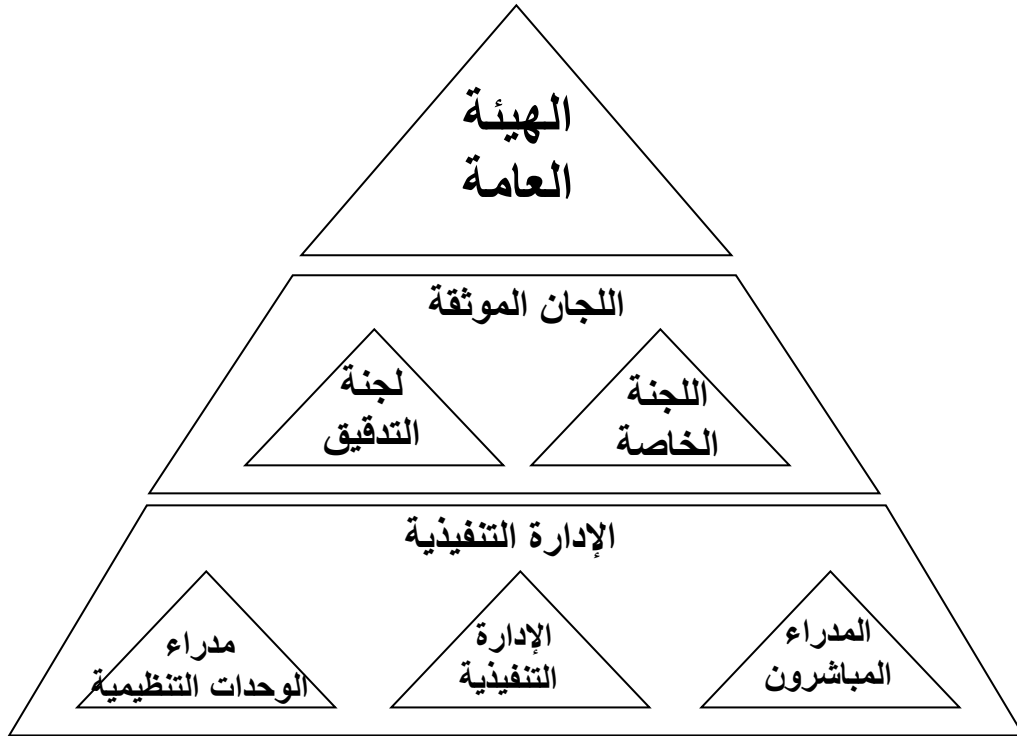 الهيئة
العامة
اللجان الموثقة
اللجنة
الخاصة
لجنة
التدقيق
الإدارة التنفيذية
المدراء
المباشرون
الإدارة
التنفيذية
مدراء
الوحدات التنظيمية